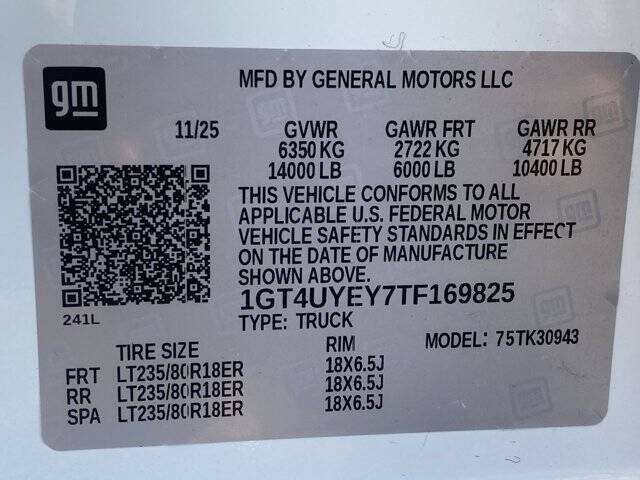 gm
MFD BY GENERAL MOTORS LLC
11/25 GVWR GAWR FRT GAWR RR
6350 KG 2722 KG 4717 KG
14000 LB 6000 LB 10400 LB
THIS VEHICLE CONFORMS TO ALL
APPLICABLE U.S. FEDERAL MOTOR
VEHICLE SAFETY STANDARDS IN EFFECT
ON THE DATE OF MANUFACTURE
SHOWN ABOVE.
1GT4UYEY7TF169825
241L
TYPE: TRUCK
MODEL: 75TK30943
TIRE SIZE RIM
FRT LT235/80R18ER 18X6.5J
RR LT235/80R18ER 18X6.5J
SPA LT235/80R18ER 18X6.5J